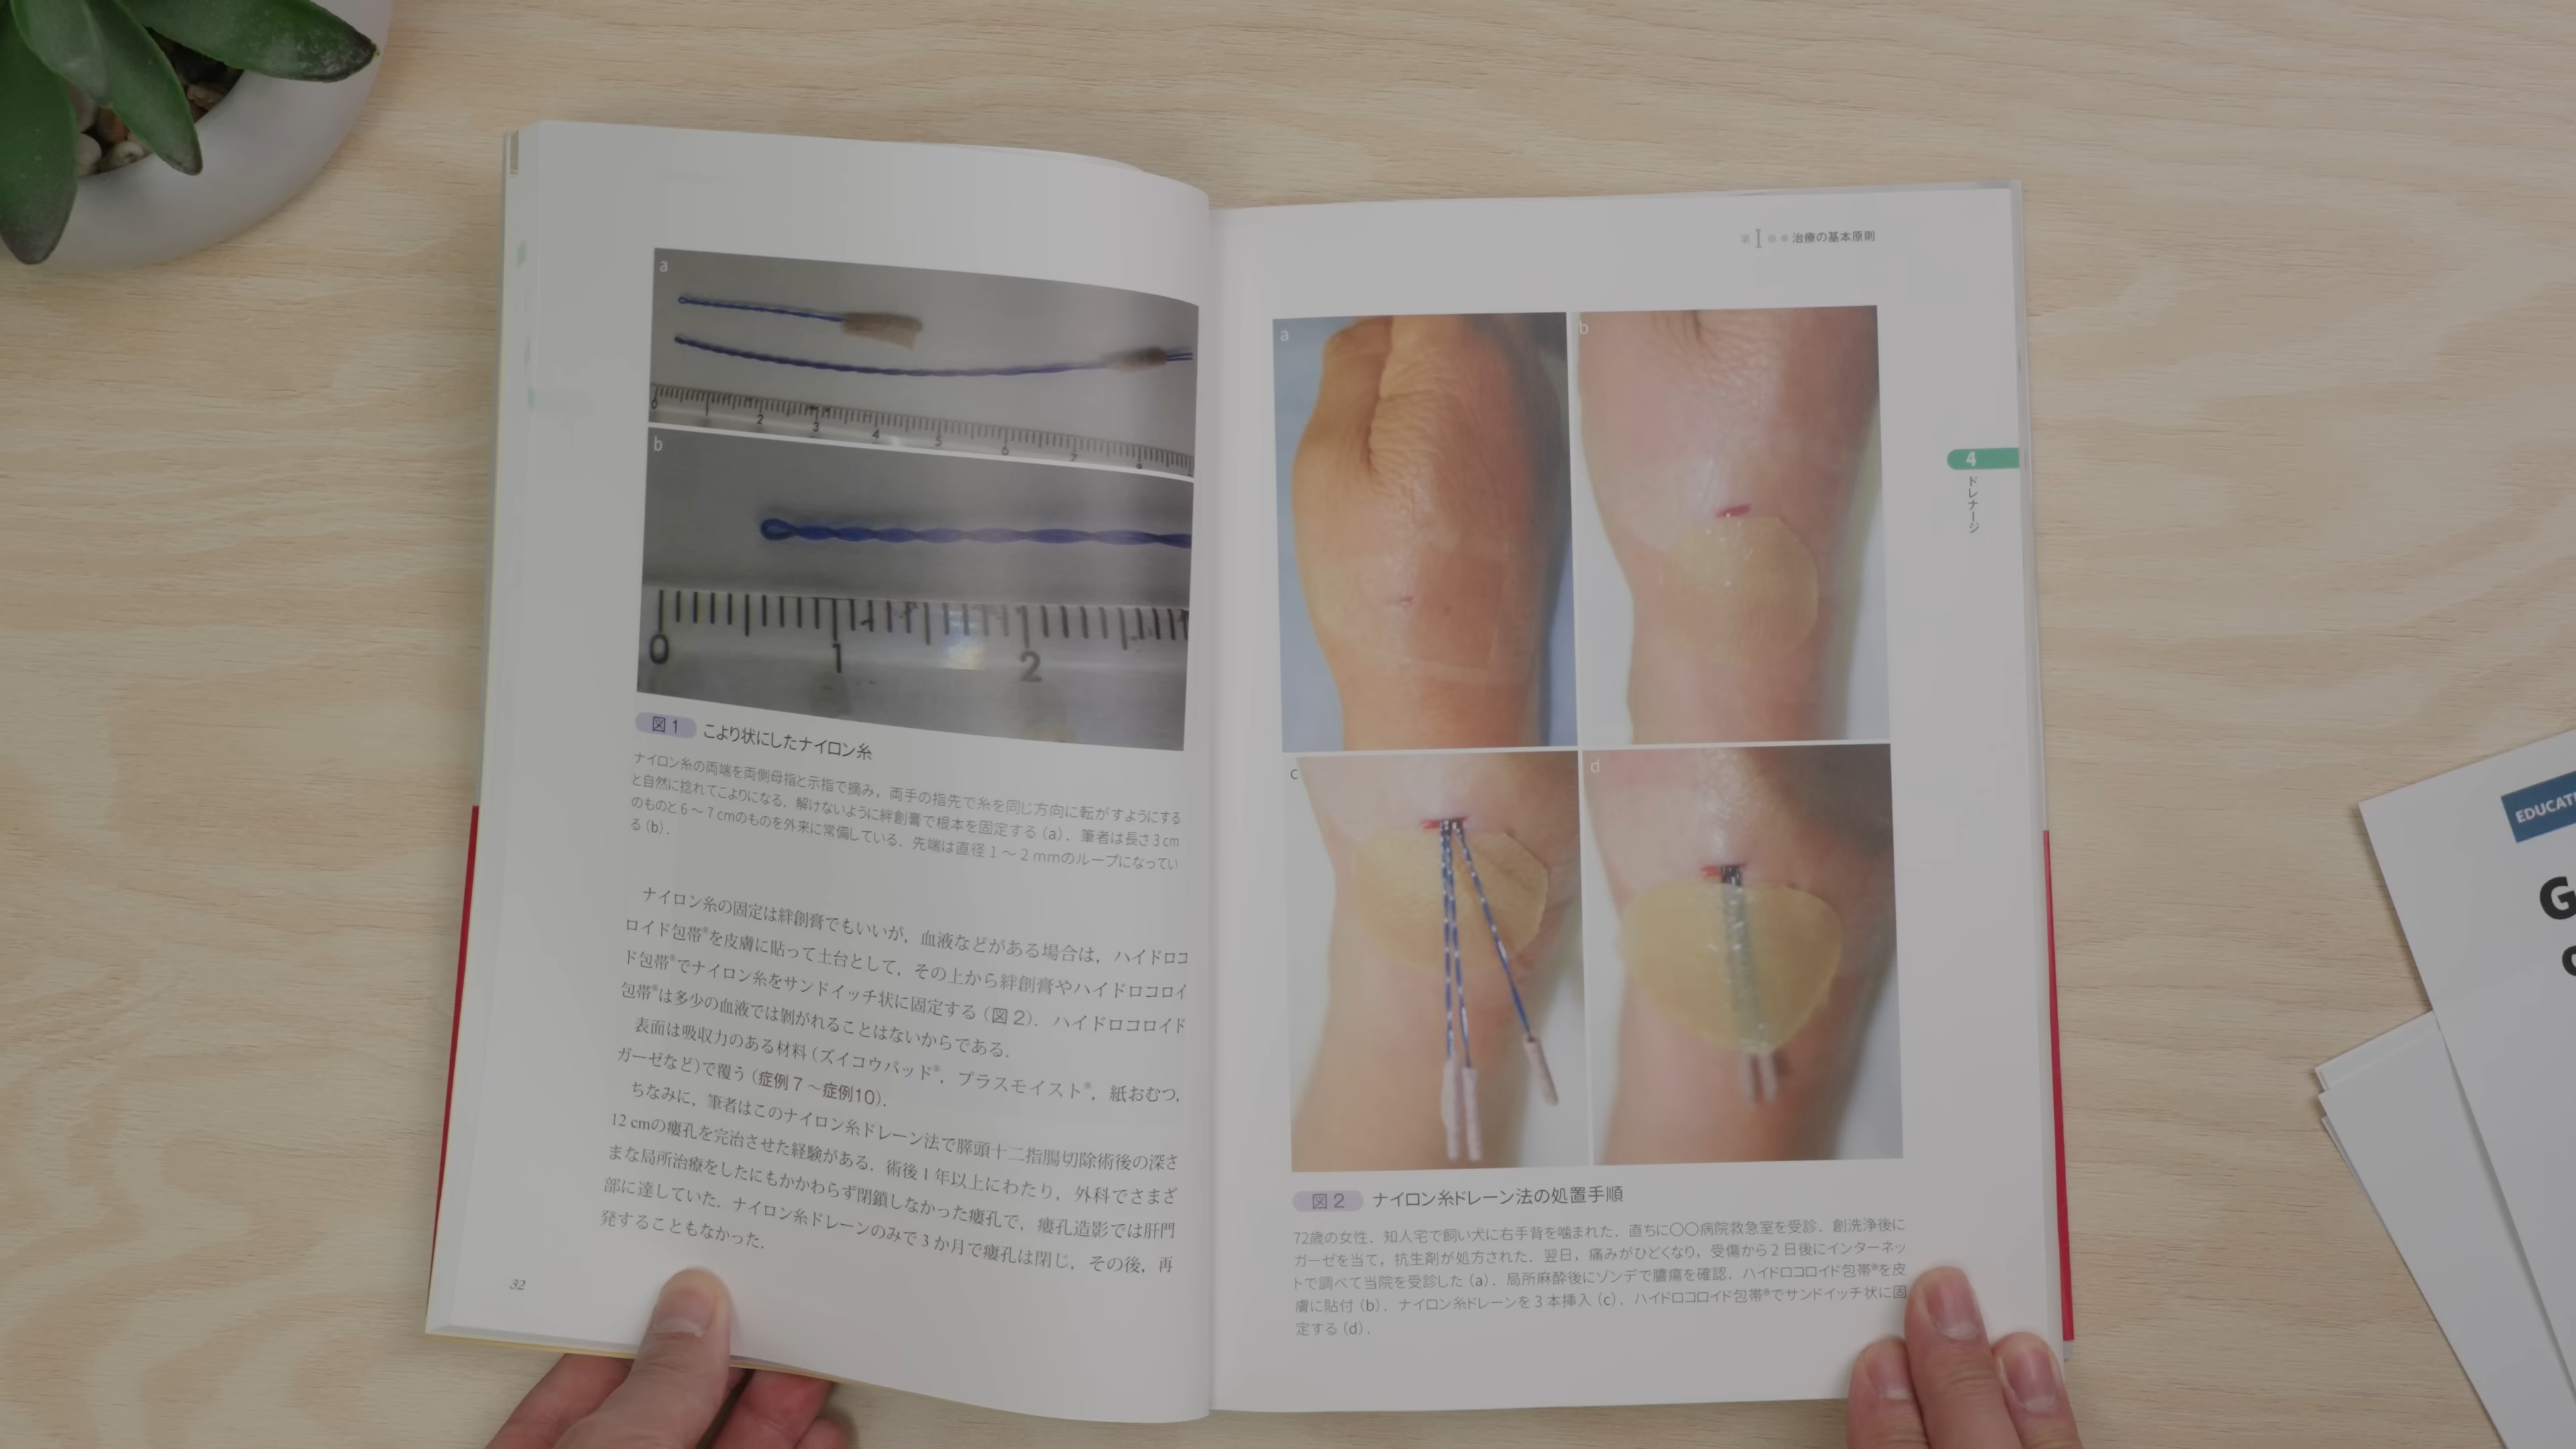 a
0 1 2 3 4 5 6 7 8
b
0 1 2
図1 こより状にしたナイロン糸
ナイロン糸の両端を両側母指と示指で摘み，両手の指先で糸を同じ方向に転がすようにする
と自然に捻れてこよりになる．解けないように絆創膏で根本を固定する（a）．筆者は長さ3cm
のものと6〜7cmのものを外来に常備している．先端は直径1〜2mmのループになってい
る（b）．
ナイロン糸の固定は絆創膏でもいいが，血液などがある場合は，ハイドロコ
ロイド包帯®を皮膚に貼って土台として，その上から絆創膏やハイドロコロイ
ド包帯®でナイロン糸をサンドイッチ状に固定する（図2）．ハイドロコロイド
包帯®は多少の血液では剝がれることはないからである．
表面は吸収力のある材料（ズイコウパッド®，プラスモイスト®，紙おむつ，
ガーゼなど）で覆う（症例7〜症例10）．
ちなみに，筆者はこのナイロン糸ドレーン法で膵頭十二指腸切除術後の深さ
12cmの瘻孔を完治させた経験がある．術後1年以上にわたり，外科でさまざ
まな局所治療をしたにもかかわらず閉鎖しなかった瘻孔で，瘻孔造影では肝門
部に達していた．ナイロン糸ドレーンのみで3か月で瘻孔は閉じ，その後，再
発することもなかった．
32
I 治療の基本原則
a
b
c
d
4
ドレナージ
図2 ナイロン糸ドレーン法の処置手順
72歳の女性．知人宅で飼い犬に右手背を噛まれた．直ちに〇〇病院救急室を受診．創洗浄後に
ガーゼを当て，抗生剤が処方された．翌日，痛みがひどくなり，受傷から2日後にインターネッ
トで調べて当院を受診した（a）．局所麻酔後にゾンデで膿瘍を確認．ハイドロコロイド包帯®を皮
膚に貼付（b）．ナイロン糸ドレーンを3本挿入（c）．ハイドロコロイド包帯®でサンドイッチ状に固
定する（d）．